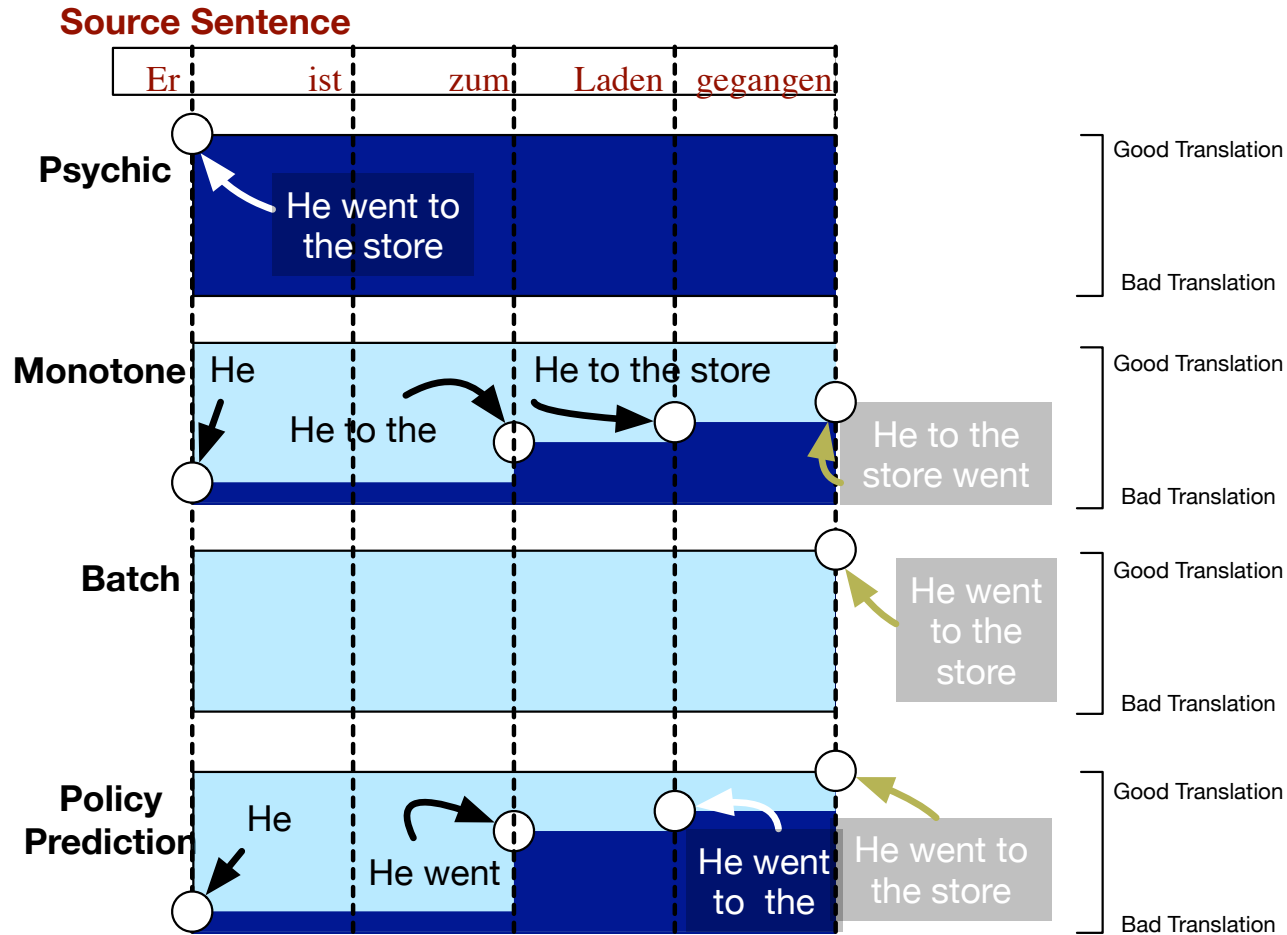 Source Sentence
Er ist zum Laden gegangen
Psychic
He went to
the store
Good Translation
Bad Translation
Monotone
He
He to the
He to the store
He to the
store went
Good Translation
Bad Translation
Batch
He went
to the
store
Good Translation
Bad Translation
Policy
Prediction
He
He went
He went
to the
He went to
the store
Good Translation
Bad Translation